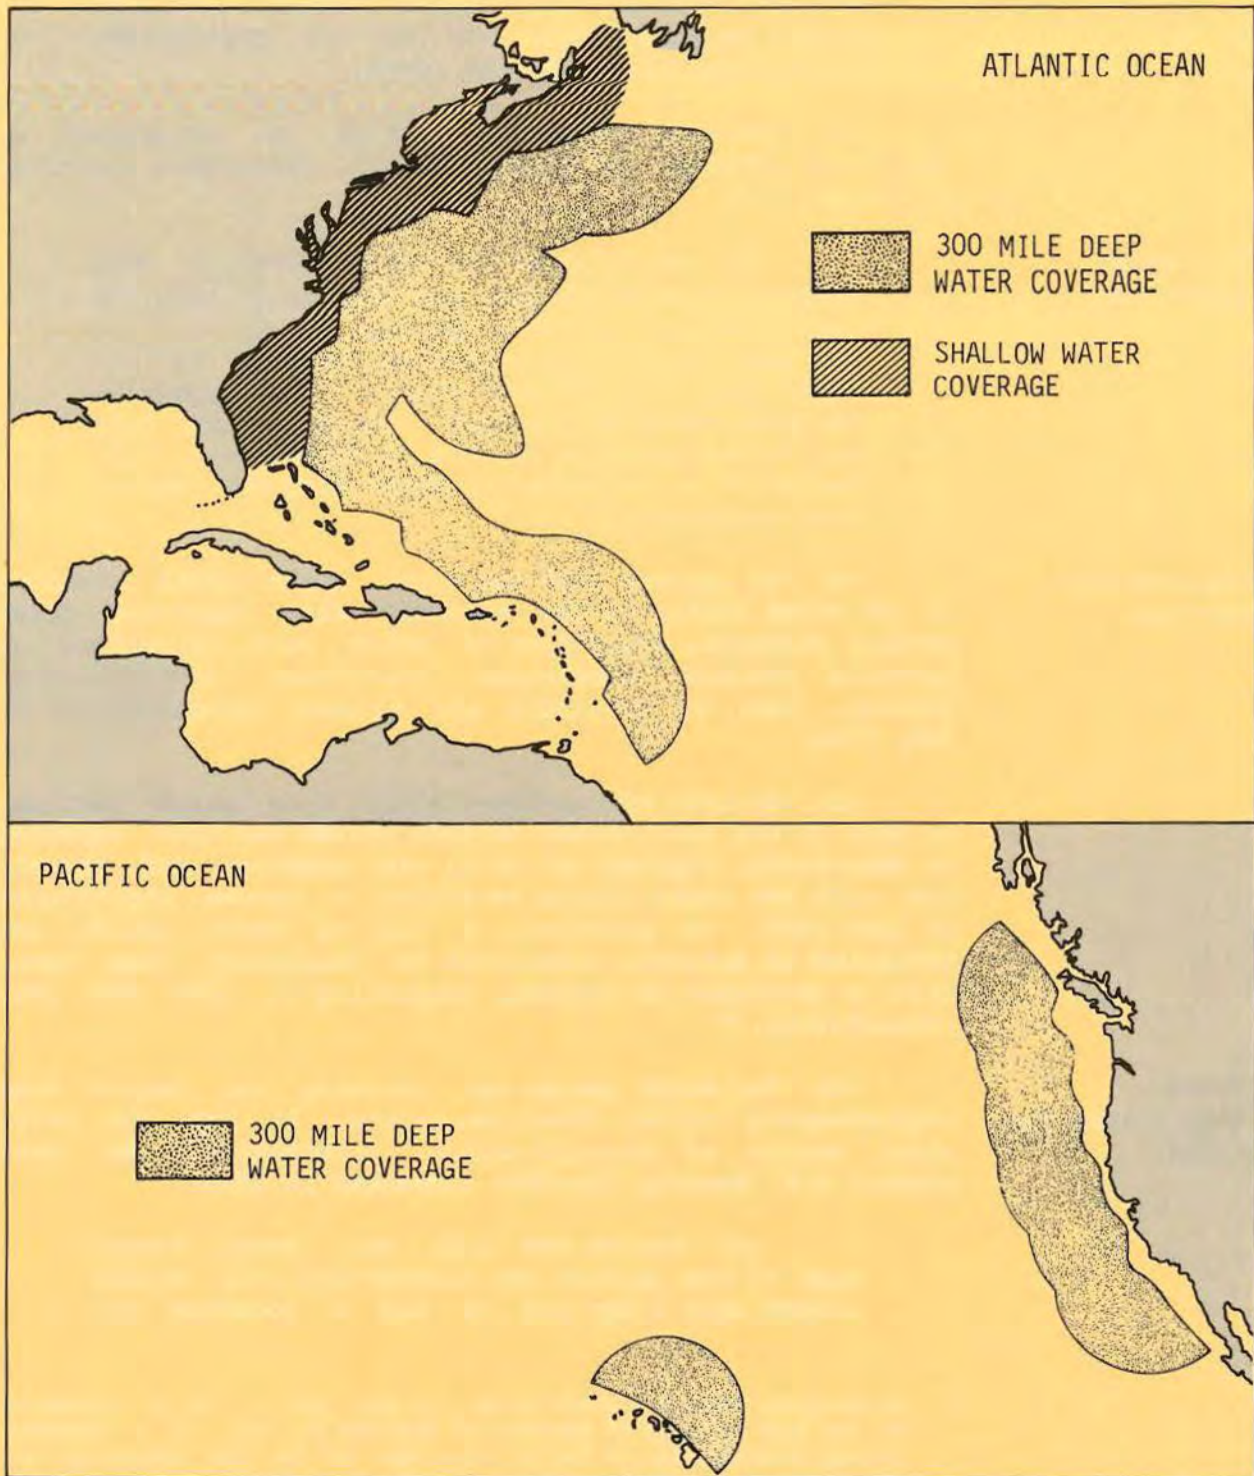 ATLANTIC OCEAN
300 MILE DEEP
WATER COVERAGE
SHALLOW WATER
COVERAGE
PACIFIC OCEAN
300 MILE DEEP
WATER COVERAGE